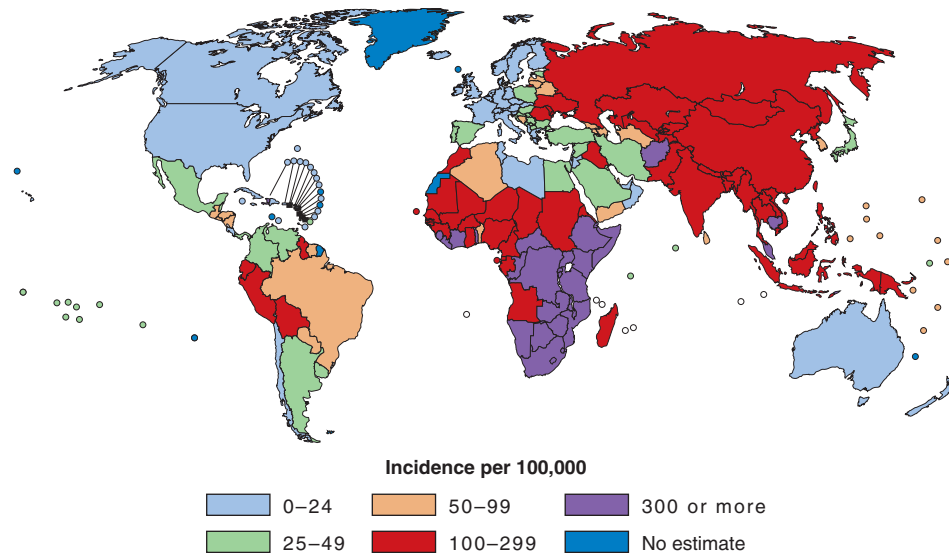 Incidence per 100,000
0–24 50–99 300 or more
25–49 100–299 No estimate